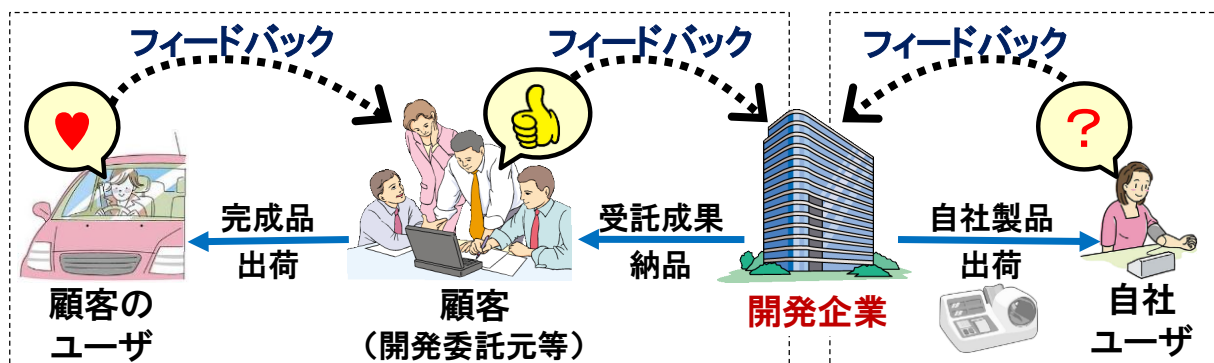 フィードバック
フィードバック
フィードバック
?
完成品
出荷
受託成果
納品
自社製品
出荷
顧客の
ユーザ
顧客
(開発委託元等)
開発企業
自社
ユーザ